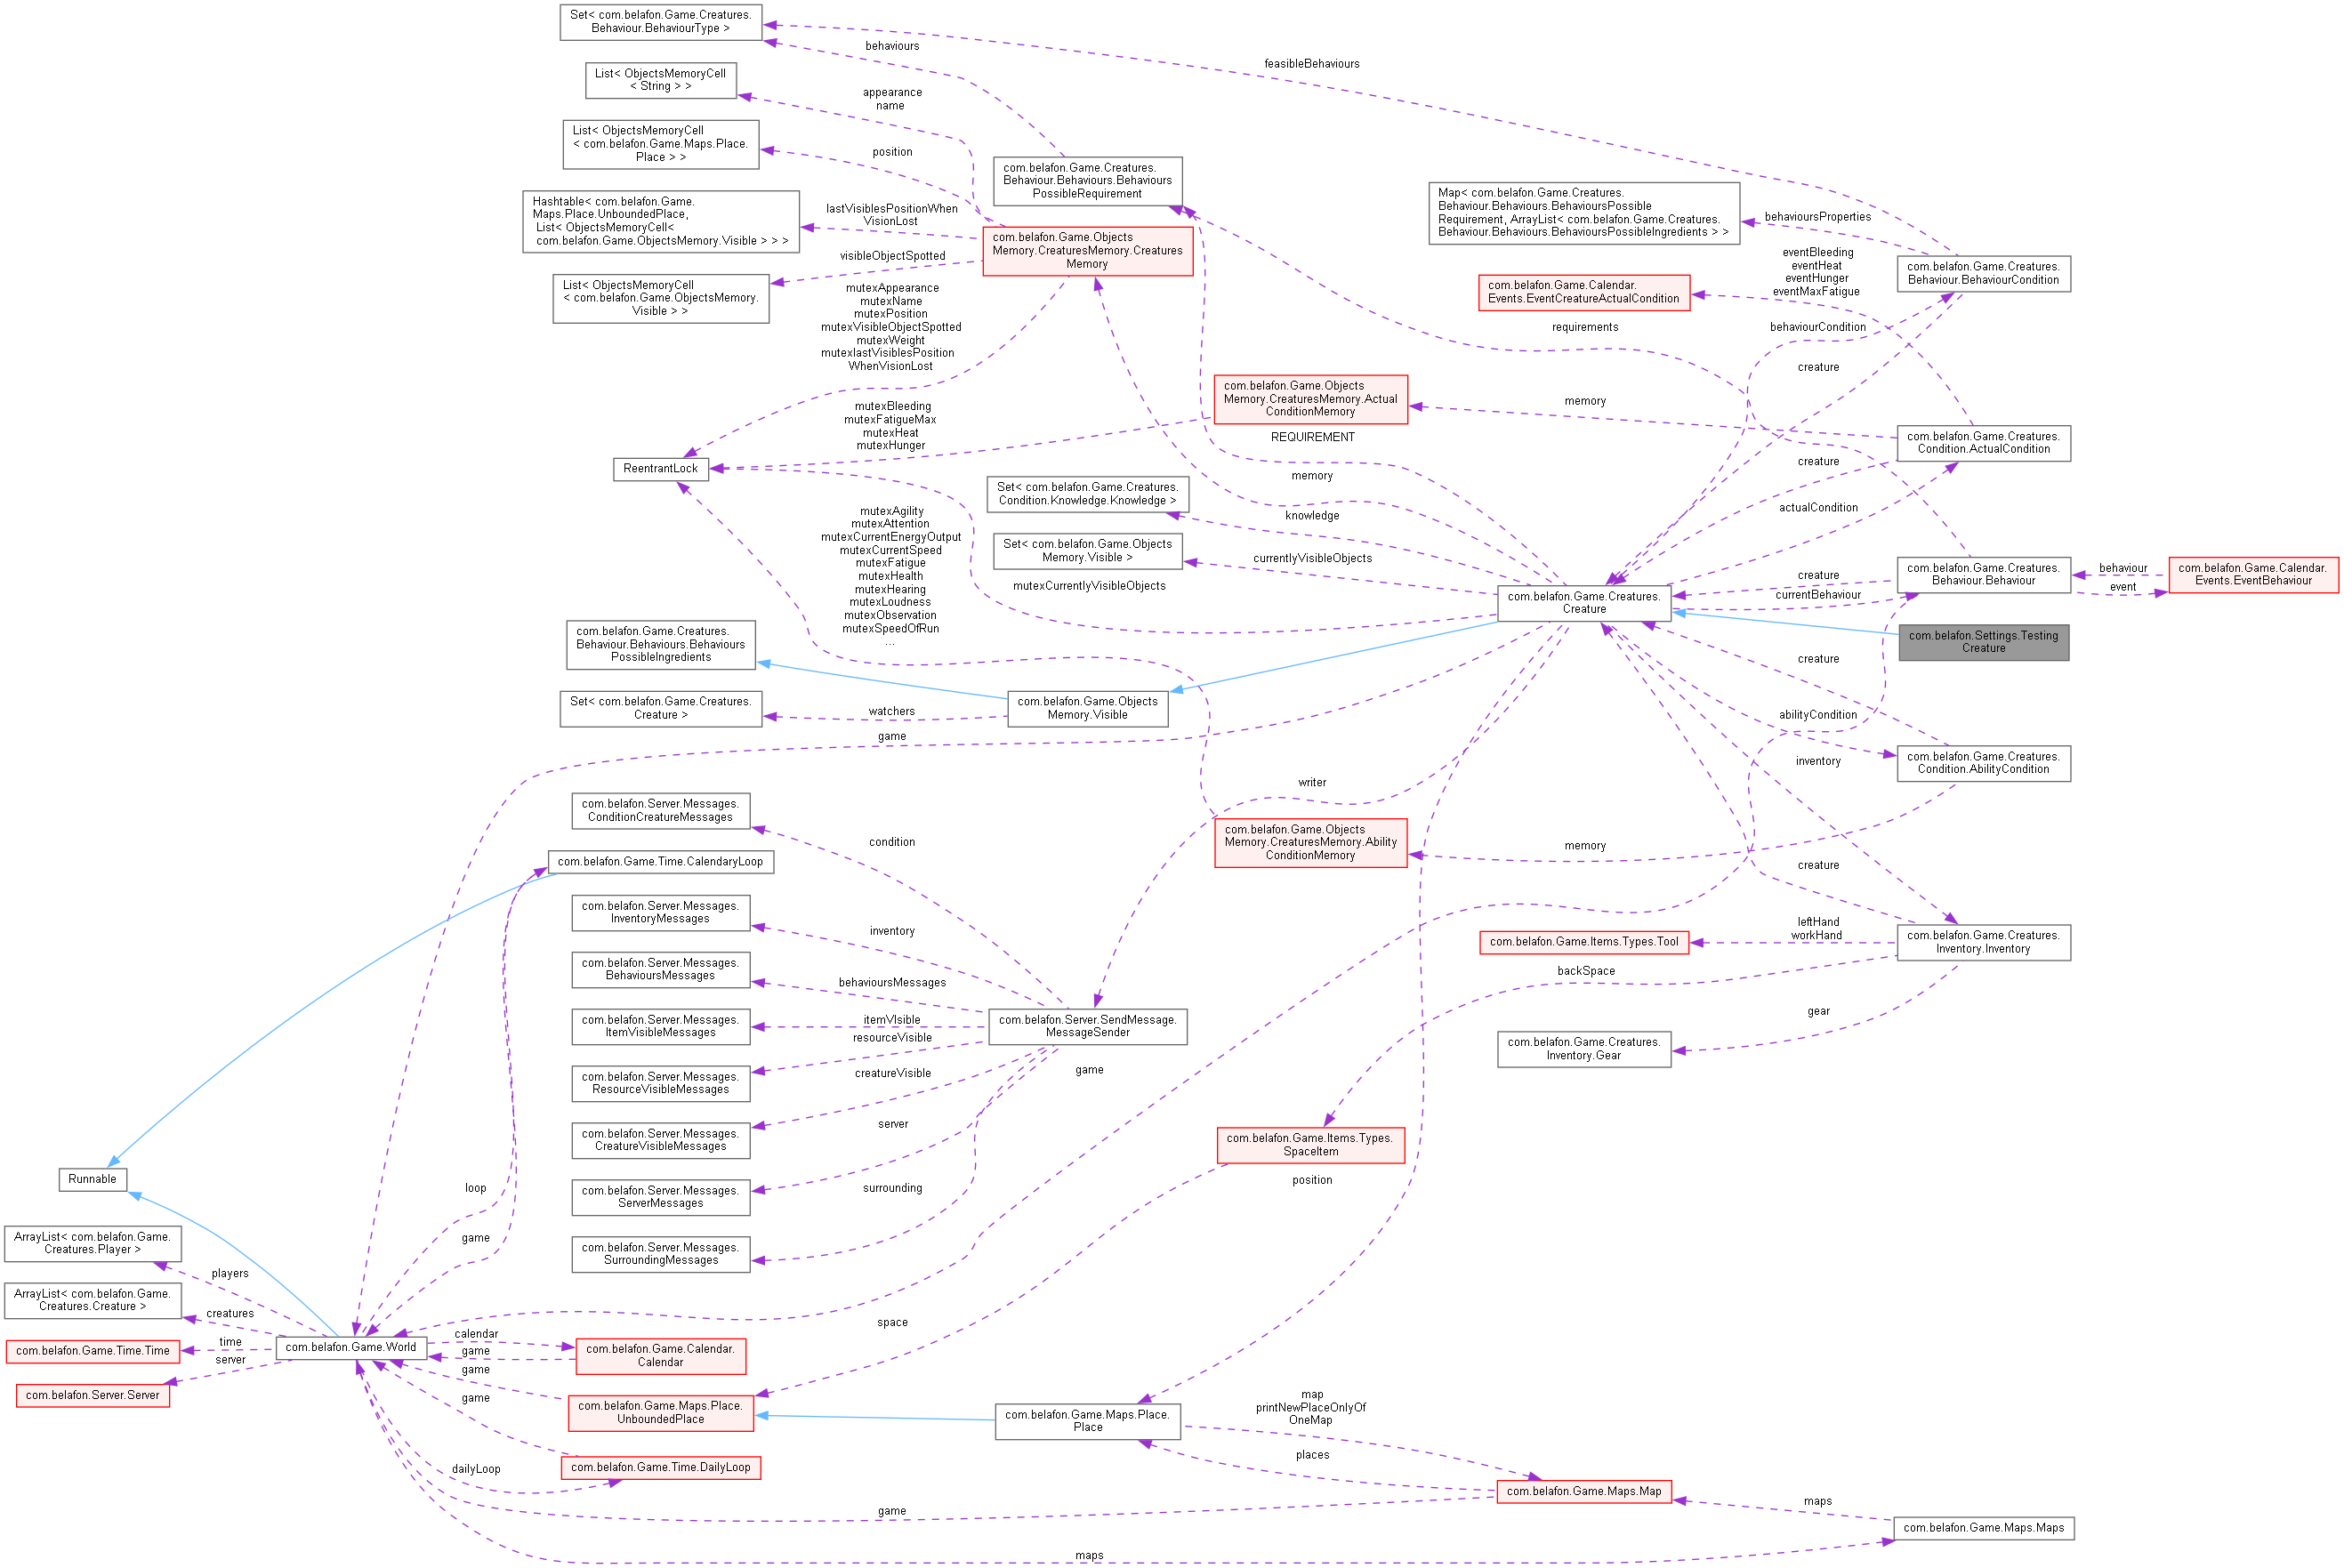 Set< com.belafon.Game.Creatures.
Behaviour.BehaviourType >
behaviours
feasibleBehaviours
List< ObjectsMemoryCell
< String > >
appearance
name
List< ObjectsMemoryCell
< com.belafon.Game.Maps.Place.
Place > >
position
com.belafon.Game.Creatures.
Behaviour.Behaviours.Behaviours
PossibleRequirement
Hashtable< com.belafon.Game.
Maps.Place.UnboundedPlace,
List< ObjectsMemoryCell<
com.belafon.Game.ObjectsMemory.Visible > > >
lastVisiblesPositionWhen
VisionLost
Map< com.belafon.Game.Creatures.
Behaviour.Behaviours.BehavioursPossible
Requirement, ArrayList< com.belafon.Game.Creatures.
Behaviour.Behaviours.BehavioursPossibleIngredients > >
behavioursProperties
com.belafon.Game.Objects
Memory.CreaturesMemory.Creatures
Memory
visibleObjectSpotted
List< ObjectsMemoryCell
< com.belafon.Game.ObjectsMemory.
Visible > >
com.belafon.Game.Calendar.
Events.EventCreatureActualCondition
eventBleeding
eventHeat
eventHunger
eventMaxFatigue
com.belafon.Game.Creatures.
Behaviour.BehaviourCondition
mutexAppearance
mutexName
mutexPosition
mutexVisibleObjectSpotted
mutexWeight
mutexlastVisiblesPosition
WhenVisionLost
requirements
behaviourCondition
creature
com.belafon.Game.Objects
Memory.CreaturesMemory.Actual
ConditionMemory
memory
mutexBleeding
mutexFatigueMax
mutexHeat
mutexHunger
REQUIREMENT
com.belafon.Game.Creatures.
Condition.ActualCondition
ReentrantLock
creature
memory
Set< com.belafon.Game.Creatures.
Condition.Knowledge.Knowledge >
knowledge
actualCondition
mutexAgility
mutexAttention
mutexCurrentEnergyOutput
mutexCurrentSpeed
mutexFatigue
mutexHealth
mutexHearing
mutexLoudness
mutexObservation
mutexSpeedOfRun
...
Set< com.belafon.Game.Objects
Memory.Visible >
currentlyVisibleObjects
mutexCurrentlyVisibleObjects
com.belafon.Game.Creatures.
Creature
creature
currentBehaviour
com.belafon.Game.Creatures.
Behaviour.Behaviour
behaviour
event
com.belafon.Game.Calendar.
Events.EventBehaviour
com.belafon.Settings.Testing
Creature
com.belafon.Game.Creatures.
Behaviour.Behaviours.Behaviours
PossibleIngredients
creature
Set< com.belafon.Game.Creatures.
Creature >
watchers
com.belafon.Game.Objects
Memory.Visible
abilityCondition
game
com.belafon.Game.Creatures.
Condition.AbilityCondition
inventory
writer
com.belafon.Server.Messages.
ConditionCreatureMessages
condition
com.belafon.Game.Objects
Memory.CreaturesMemory.Ability
ConditionMemory
memory
com.belafon.Game.Time.CalendaryLoop
creature
com.belafon.Server.Messages.
InventoryMessages
inventory
leftHand
workHand
com.belafon.Game.Items.Types.Tool
com.belafon.Game.Creatures.
Inventory.Inventory
com.belafon.Server.Messages.
BehavioursMessages
behavioursMessages
backSpace
com.belafon.Server.Messages.
ItemVisibleMessages
itemVIsible
com.belafon.Server.SendMessage.
MessageSender
gear
resourceVisible
com.belafon.Game.Creatures.
Inventory.Gear
com.belafon.Server.Messages.
ResourceVisibleMessages
creatureVisible
game
com.belafon.Server.Messages.
CreatureVisibleMessages
server
com.belafon.Game.Items.Types.
SpaceItem
Runnable
com.belafon.Server.Messages.
ServerMessages
surrounding
position
loop
ArrayList< com.belafon.Game.
Creatures.Player >
game
com.belafon.Server.Messages.
SurroundingMessages
players
ArrayList< com.belafon.Game.
Creatures.Creature >
creatures
com.belafon.Game.Time.Time
time
server
com.belafon.Game.World
calendar
game
com.belafon.Game.Calendar.
Calendar
space
com.belafon.Server.Server
game
com.belafon.Game.Maps.Place.
UnboundedPlace
game
com.belafon.Game.Maps.Place.
Place
map
printNewPlaceOnlyOf
OneMap
places
dailyLoop
com.belafon.Game.Time.DailyLoop
com.belafon.Game.Maps.Map
game
maps
com.belafon.Game.Maps.Maps
maps